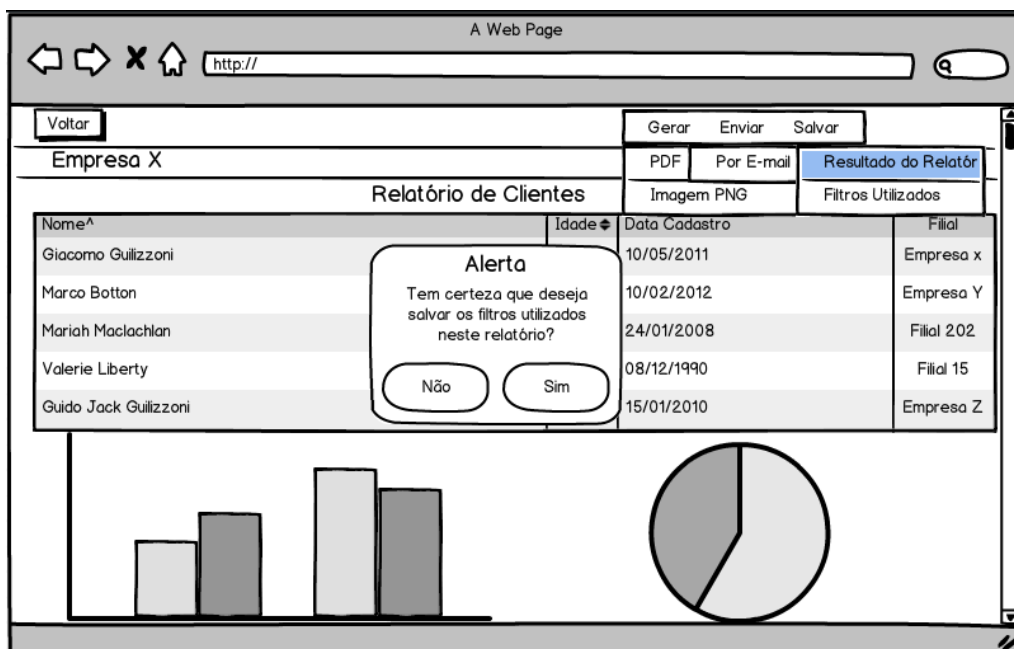 A Web Page
http://
Voltar
Gerar Enviar Salvar
Empresa X
PDF Por E-mail Resultado do Relatór
Relatório de Clientes
Imagem PNG Filtros Utilizados
Nome^ Idade Data Cadastro Filial
Giacomo Guilizzoni 10/05/2011 Empresa x
Marco Botton 10/02/2012 Empresa Y
Mariah Maclachlan 24/01/2008 Filial 202
Valerie Liberty 08/12/1990 Filial 15
Guido Jack Guilizzoni 15/01/2010 Empresa Z
Alerta
Tem certeza que deseja
salvar os filtros utilizados
neste relatório?
Não Sim